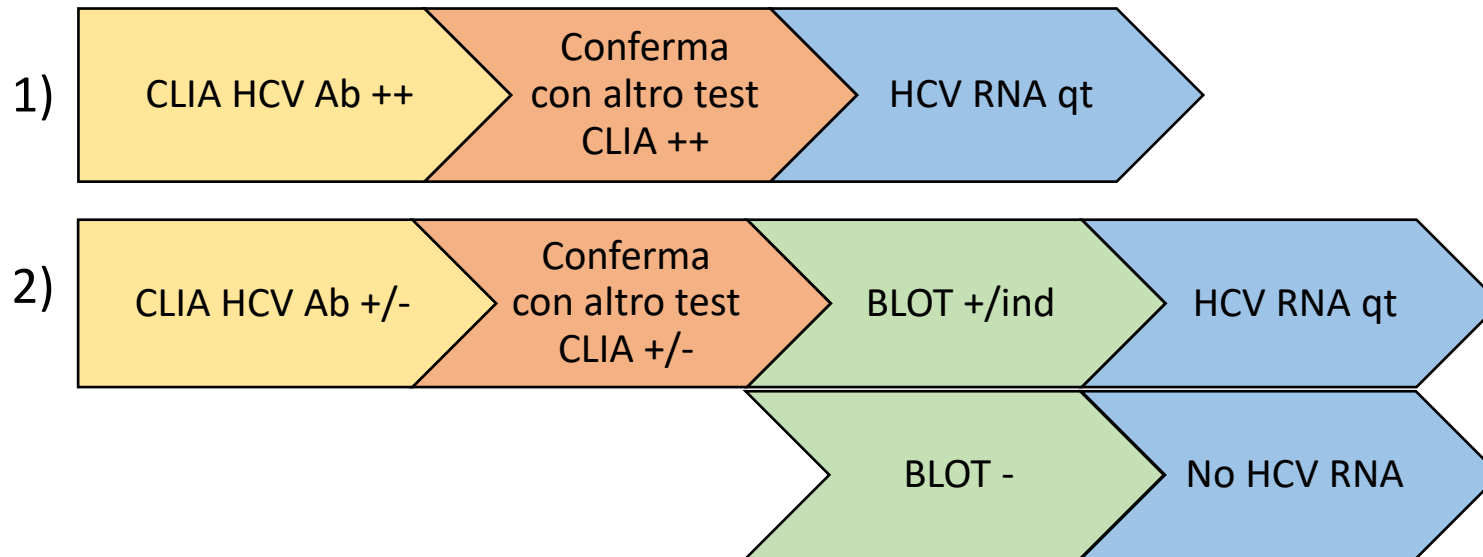 1)
CLIA HCV Ab ++
Conferma
con altro test
CLIA ++
HCV RNA qt
2)
CLIA HCV Ab +/-
Conferma
con altro test
CLIA +/-
BLOT +/ind
HCV RNA qt
BLOT -
No HCV RNA